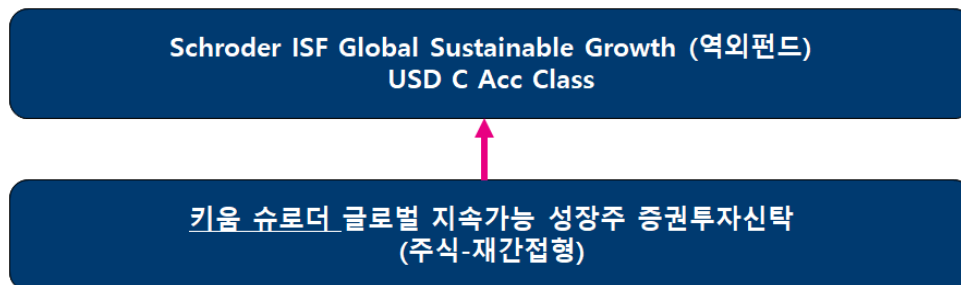 Schroder ISF Global Sustainable Growth (역외펀드)
USD C Acc Class
키움 슈로더 글로벌 지속가능 성장주 증권투자신탁
(주식-재간접형)